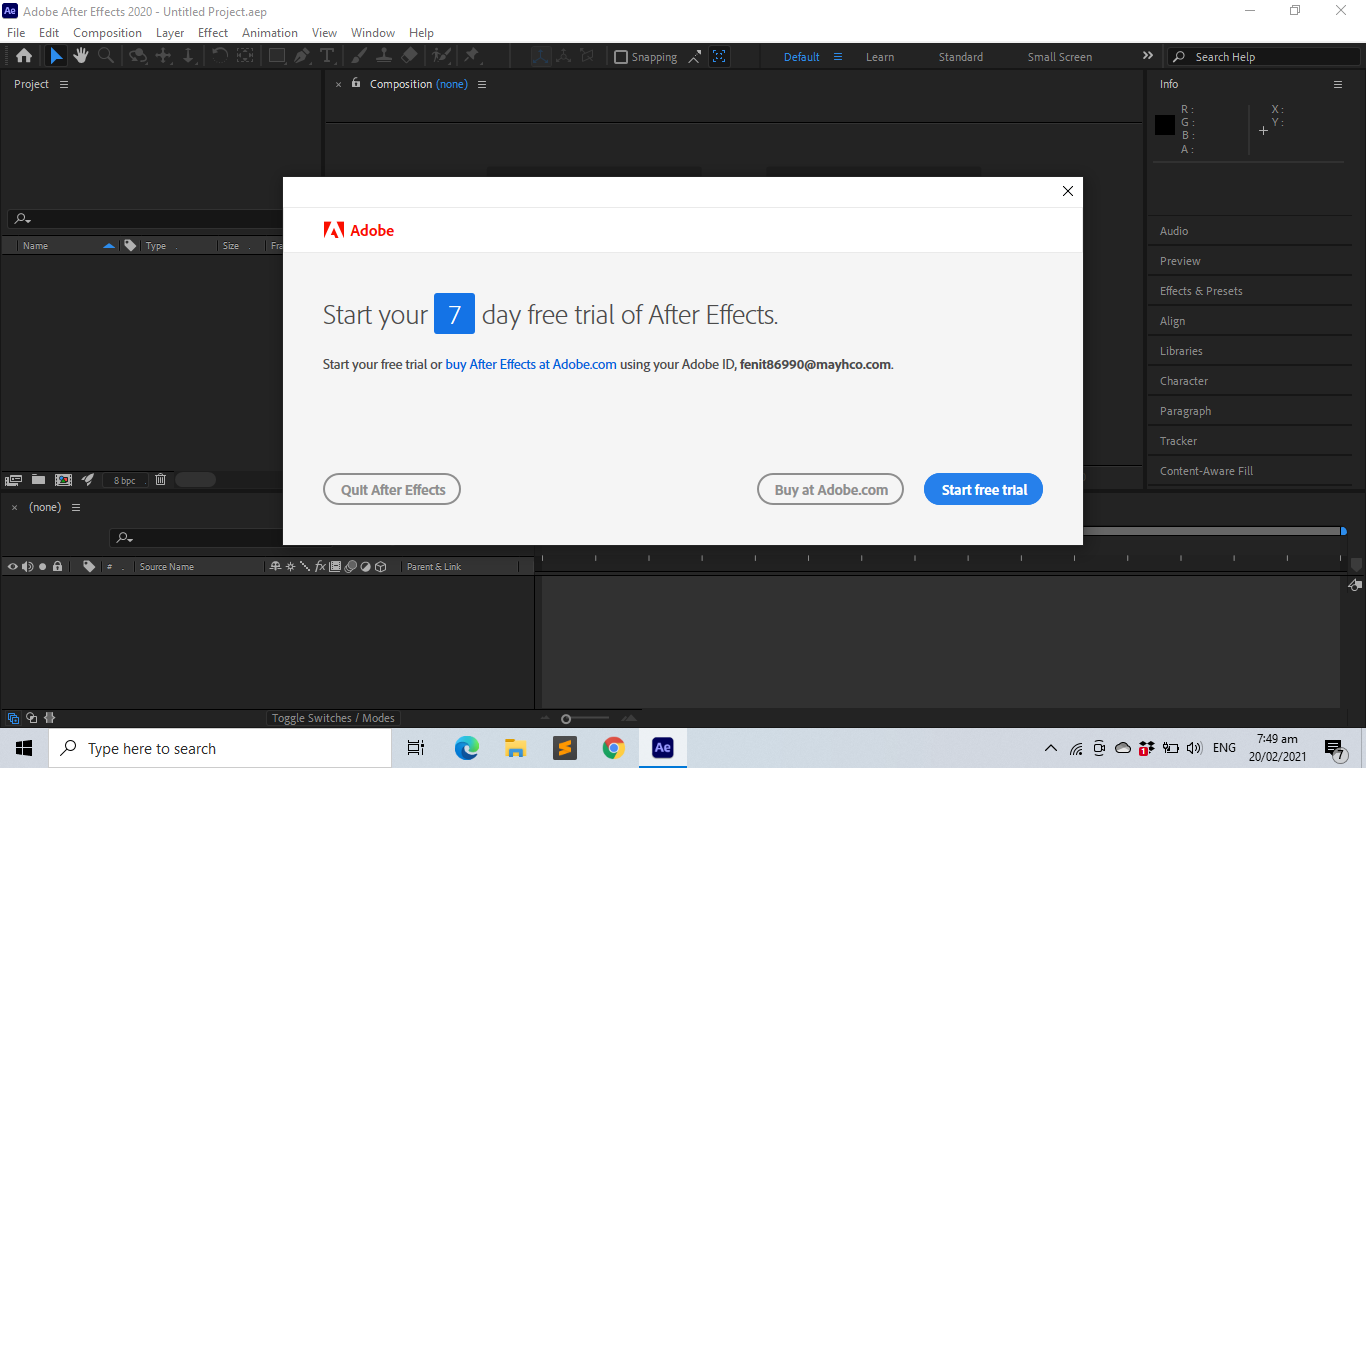 Ae Adobe After Effects 2020 - Untitled Project.aep
File Edit Composition Layer Effect Animation View Window Help
Snapping Default Learn Standard Small Screen Search Help
Project
Composition (none)
Info
R :
G :
B :
A :
X :
Y :
Name Type Size Fra
Adobe
Start your 7 day free trial of After Effects.
Start your free trial or buy After Effects at Adobe.com using your Adobe ID, fenit86990@mayhco.com.
Quit After Effects
Buy at Adobe.com
Start free trial
Audio
Preview
Effects & Presets
Align
Libraries
Character
Paragraph
Tracker
Content-Aware Fill
8 bpc
(none)
# Source Name fx Parent & Link
Toggle Switches / Modes
Type here to search
Ae
1
ENG
7:49 am
20/02/2021
7